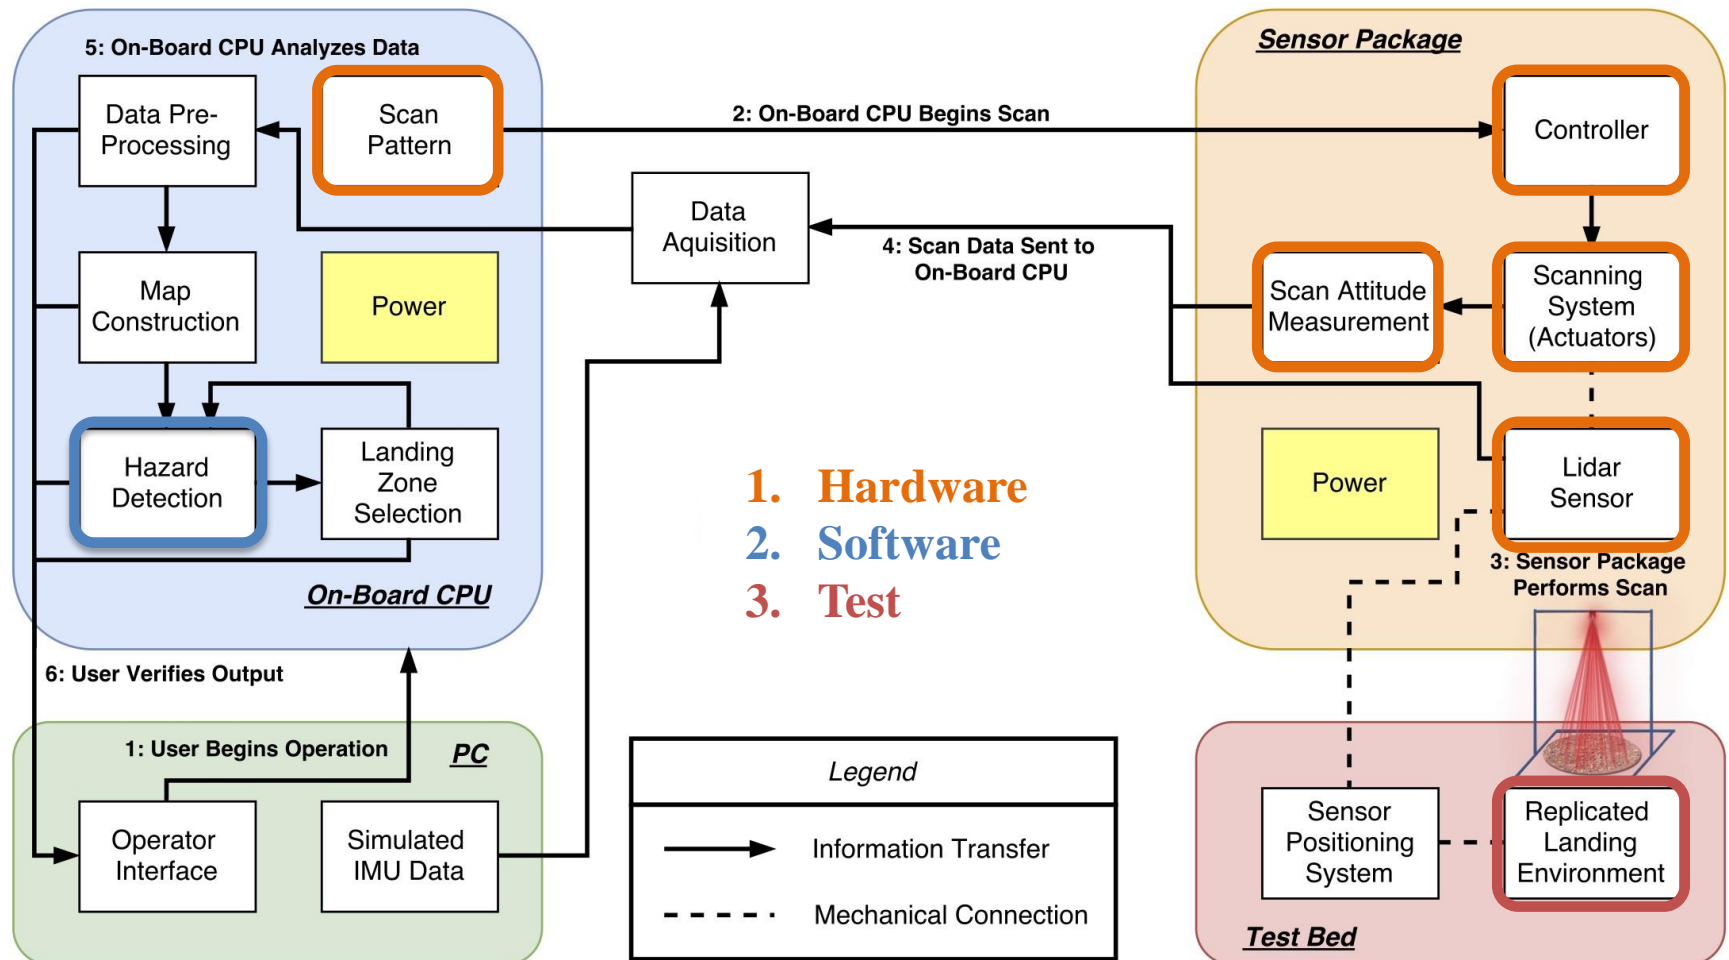 5: On-Board CPU Analyzes Data
Data Pre-
Processing
Scan
Pattern
Map
Construction
Power
Hazard
Detection
Landing
Zone
Selection
On-Board CPU
2: On-Board CPU Begins Scan
Data
Aquisition
4: Scan Data Sent to
On-Board CPU
Sensor Package
Controller
Scan Attitude
Measurement
Scanning
System
(Actuators)
Power
Lidar
Sensor
3: Sensor Package
Performs Scan
1. Hardware
2. Software
3. Test
6: User Verifies Output
1: User Begins Operation
PC
Operator
Interface
Simulated
IMU Data
Legend
Information Transfer
Mechanical Connection
Sensor
Positioning
System
Replicated
Landing
Environment
Test Bed